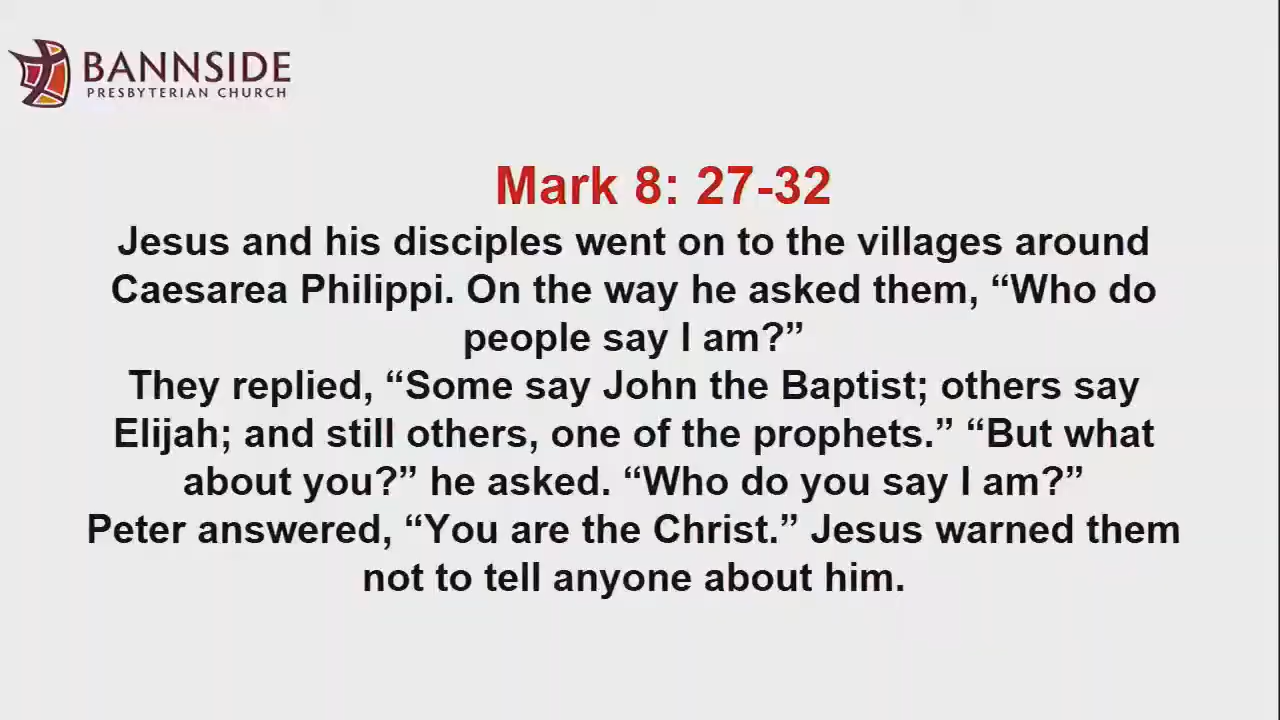 BANNSIDE
PRESBYTERIAN CHURCH
Mark 8: 27-32
Jesus and his disciples went on to the villages around
Caesarea Philippi. On the way he asked them, “Who do
people say I am?”
They replied, “Some say John the Baptist; others say
Elijah; and still others, one of the prophets.” “But what
about you?” he asked. “Who do you say I am?”
Peter answered, “You are the Christ.” Jesus warned them
not to tell anyone about him.